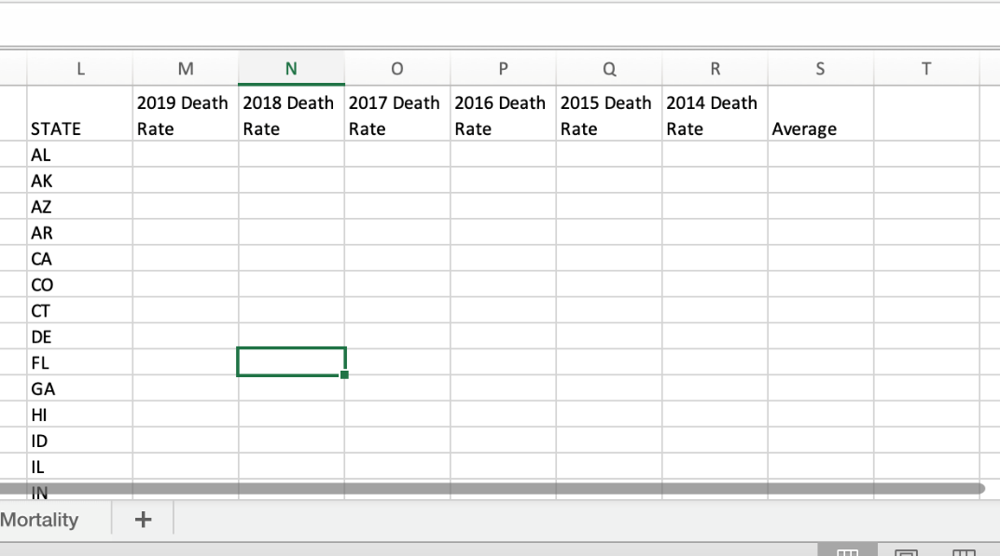 L M N O P Q R S T
2019 Death 2018 Death 2017 Death 2016 Death 2015 Death 2014 Death
STATE Rate Rate Rate Rate Rate Rate Average
AL
AK
AZ
AR
CA
CO
CT
DE
FL
GA
HI
ID
IL
IN
Mortality +